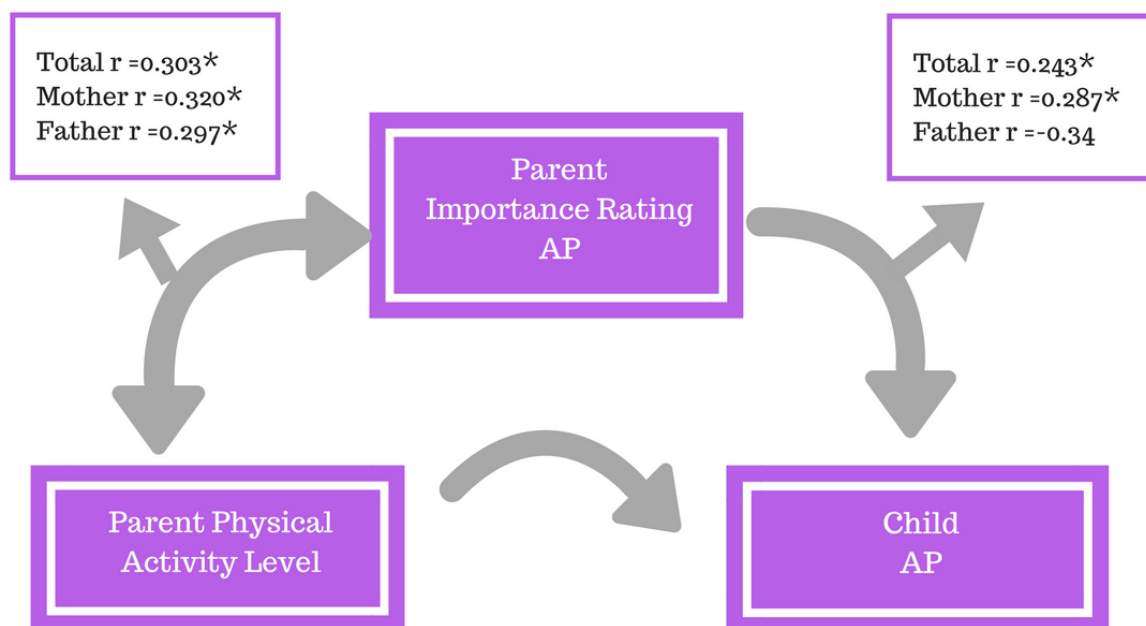 Total r =0.303*
Mother r =0.320*
Father r =0.297*
Total r =0.243*
Mother r =0.287*
Father r =-0.34
Parent
Importance Rating
AP
Parent Physical
Activity Level
Child
AP